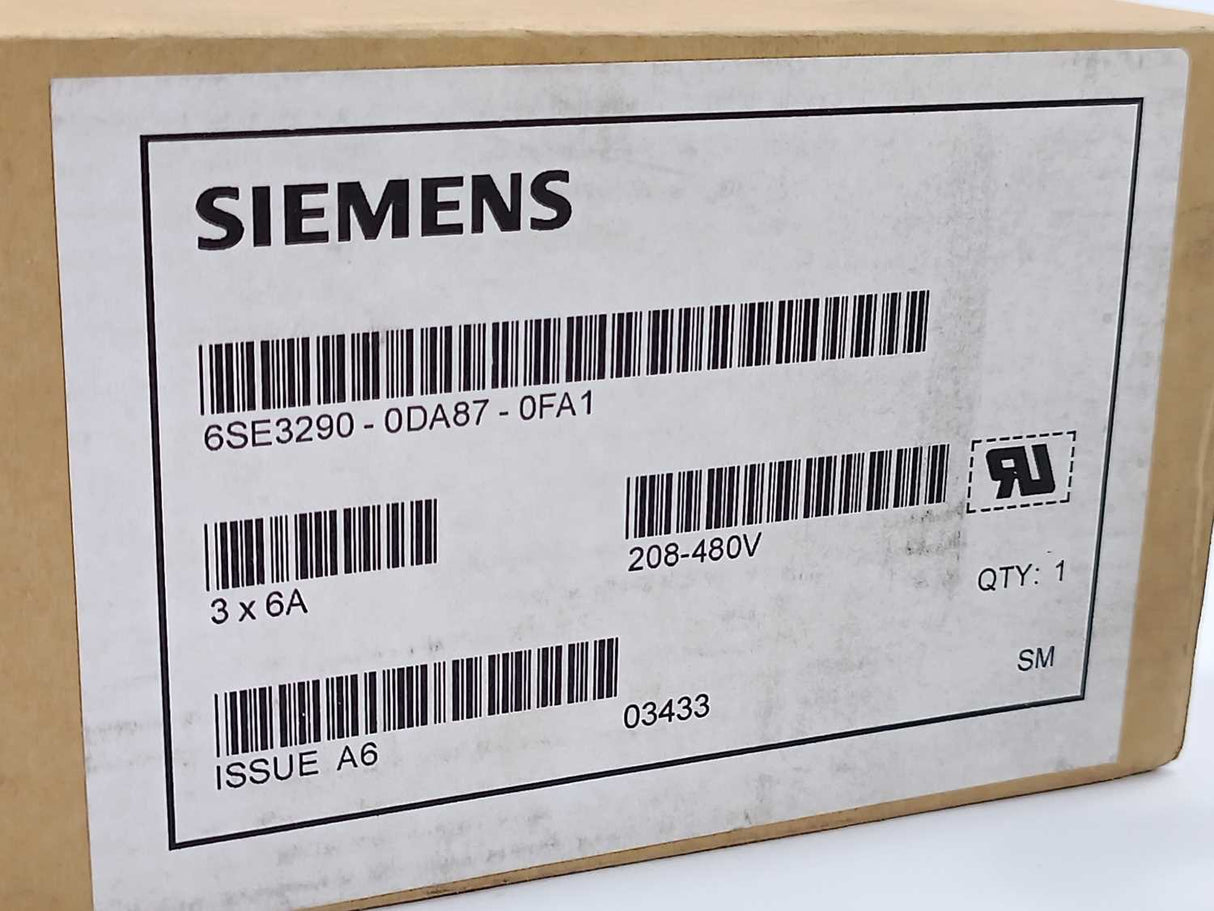 SIEMENS
6SE3290 - 0DA87 - 0FA1
3 x 6A
208-480V
QTY: 1
ISSUE A6
03433
SM